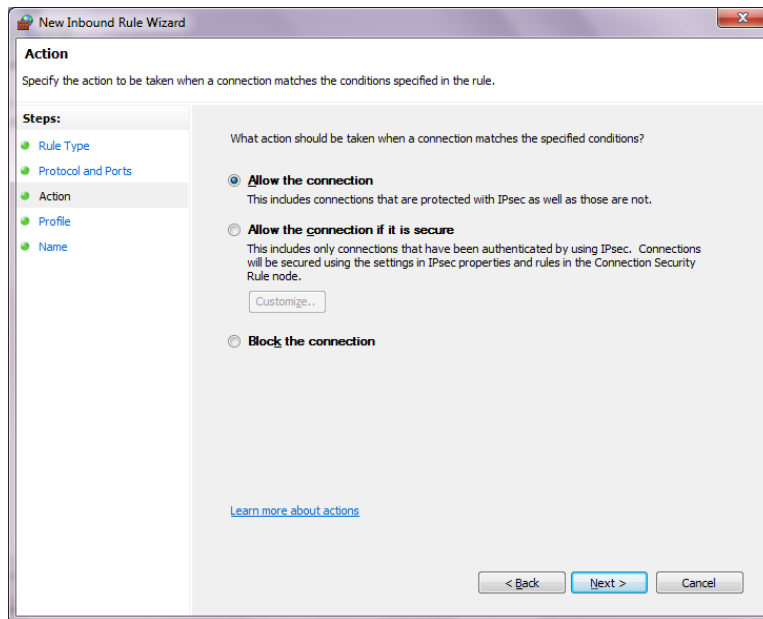 New Inbound Rule Wizard
Action
Specify the action to be taken when a connection matches the conditions specified in the rule.
Steps:
Rule Type
Protocol and Ports
Action
Profile
Name
What action should be taken when a connection matches the specified conditions?
Allow the connection
This includes connections that are protected with IPsec as well as those are not.
Allow the connection if it is secure
This includes only connections that have been authenticated by using IPsec. Connections
will be secured using the settings in IPsec properties and rules in the Connection Security
Rule node.
Customize..
Block the connection
Learn more about actions
< Back
Next >
Cancel